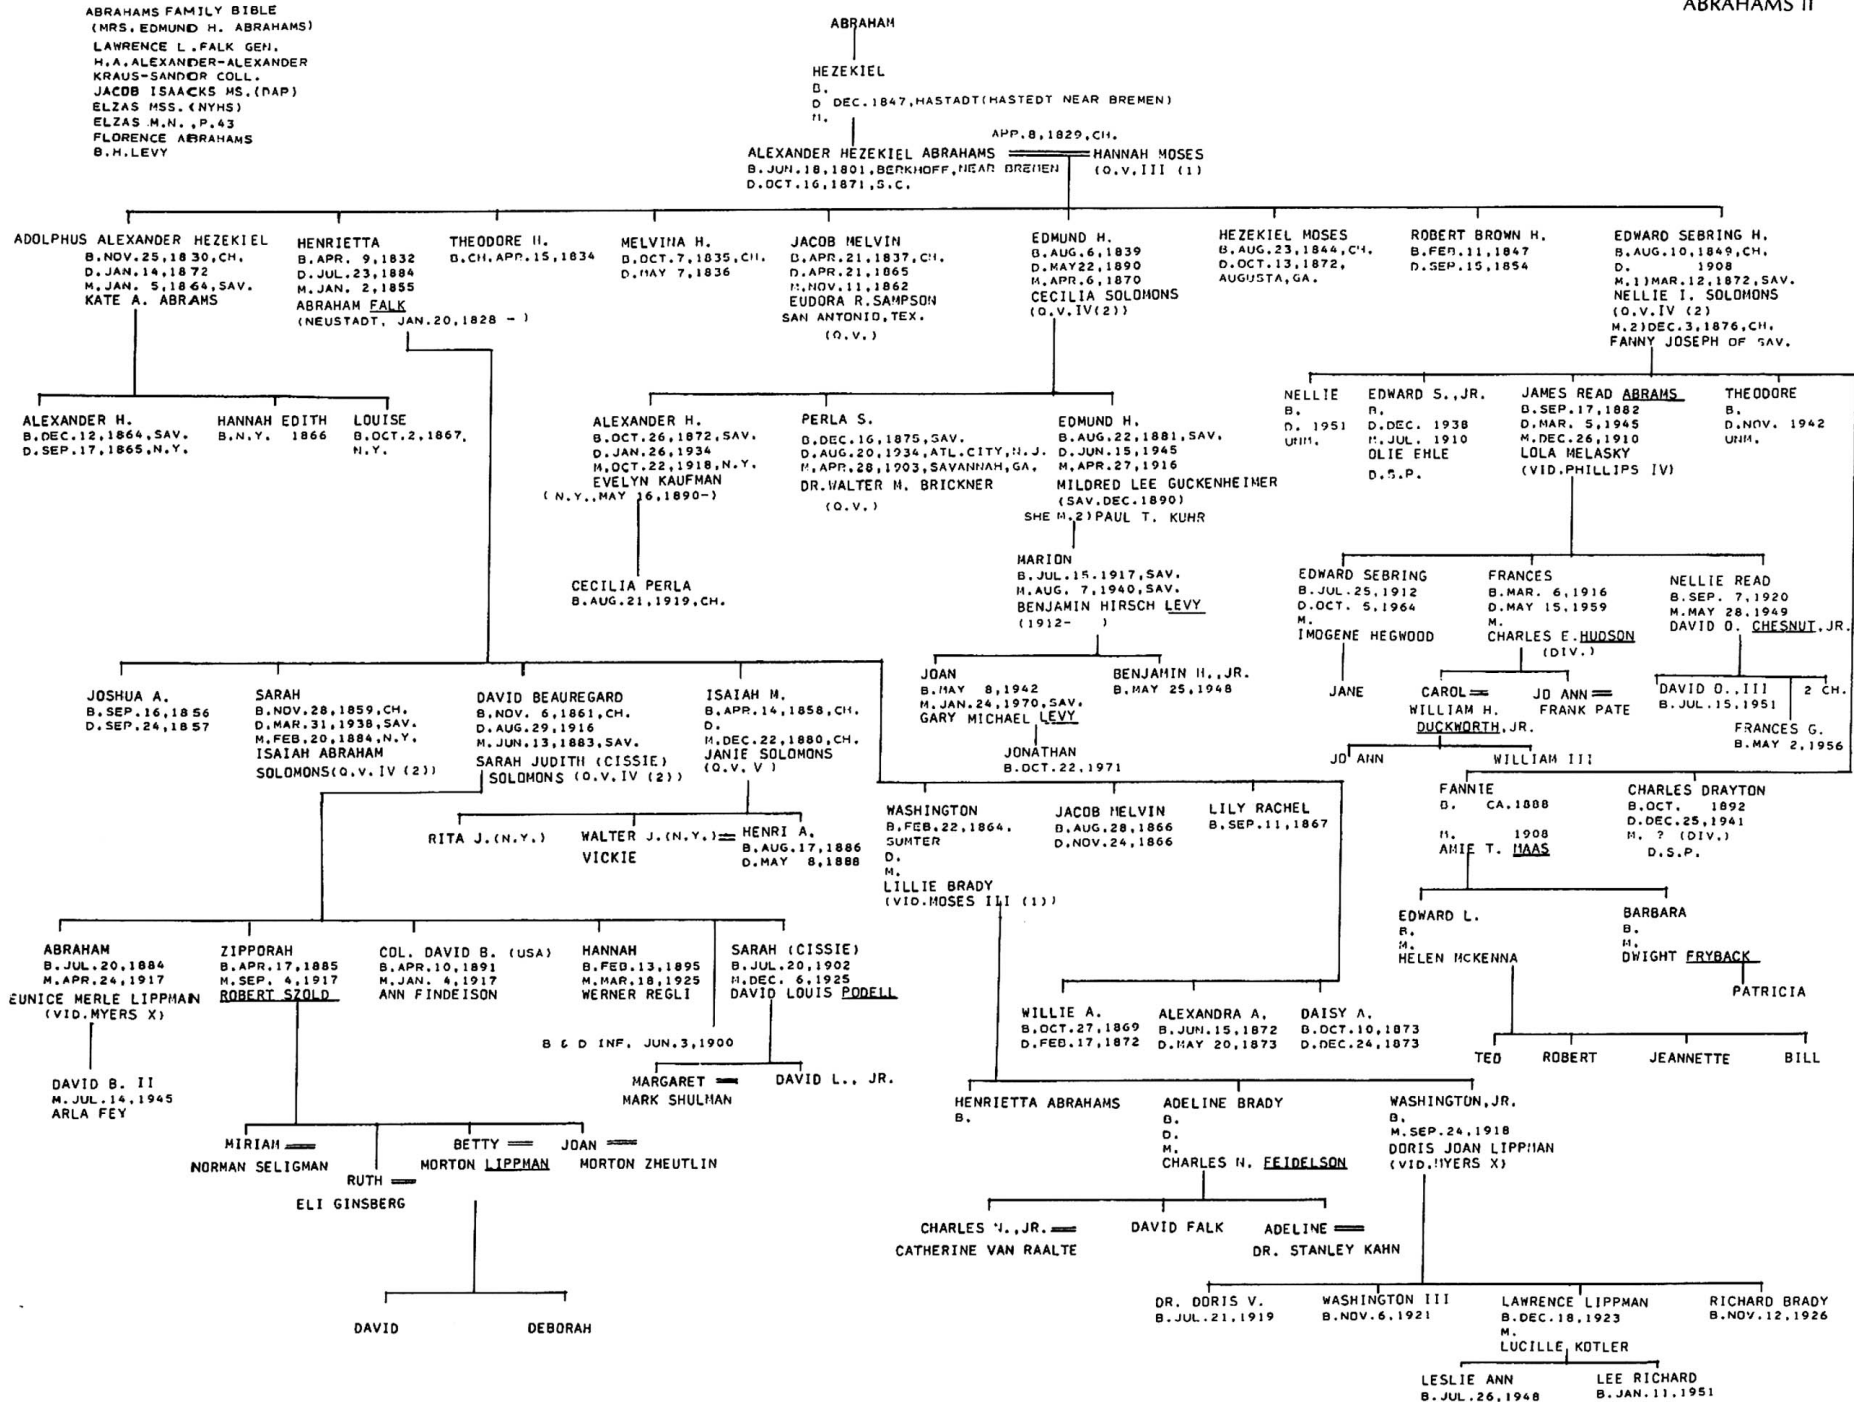 ABRAHAMS II
ABRAHAMS FAMILY BIBLE
(MRS. EDMUND H. ABRAHAMS)
LAWRENCE L. FALK GEN.
H.A.ALEXANDER-ALEXANDER
KRAUS-SANDOR COLL.
JACOB ISAACKS MS.(DAP)
ELZAS MSS. (NYHS)
ELZAS M.N.,P.43
FLORENCE ABRAHAMS
B.H.LEVY
ABRAHAM
HEZEKIEL
B.
D DEC.1847,HASTADT(HASTEDT NEAR BREMEN)
M.
APP.8,1829,CH.
ALEXANDER HEZEKIEL ABRAHAMS
B.JUN.18,1801,BERKHOFF,NEAR BREMEN
D.OCT.16,1871,S.C.
HANNAH MOSES
(Q.V.III (1)
ADOLPHUS ALEXANDER HEZEKIEL
B.NOV.25,1830,CH.
D.JAN.14,1872
M.JAN. 5,1864,SAV.
KATE A. ABRAMS
HENRIETTA
B.APR. 9,1832
D.JUL.23,1884
M.JAN. 2,1855
ABRAHAM FALK
(NEUSTADT, JAN.20,1828 - )
THEODORE H.
B.CH.APR.15,1834
MELVINA H.
B.OCT.7,1835,CH.
D.MAY 7,1836
JACOB MELVIN
B.APR.21,1837,CH.
D.APR.21,1865
M.NOV.11,1862
EUDORA R.SAMPSON
SAN ANTONIO,TEX.
(Q.V.)
EDMUND H.
B.AUG.6,1839
D.MAY22,1890
M.APR.6,1870
CECILIA SOLOMONS
(Q.V.IV(2))
HEZEKIEL MOSES
B.AUG.23,1844,CH.
D.OCT.13,1872,
AUGUSTA,GA.
ROBERT BROWN H.
B.FEB.11,1847
D.SEP.15,1854
EDWARD SEBRING H.
B.AUG.10,1849,CH.
D. 1908
M.1)MAR.12,1872,SAV.
NELLIE I. SOLOMONS
(Q.V.IV (2)
M.2)DEC.3,1876,CH.
FANNY JOSEPH OF SAV.
ALEXANDER H.
B.DEC.12,1864,SAV.
D.SEP.17,1865,N.Y.
HANNAH EDITH
B.N.Y. 1866
LOUISE
B.OCT.2,1867,
N.Y.
ALEXANDER H.
B.OCT.26,1872,SAV.
D.JAN.26,1934
M.OCT.22,1918,N.Y.
EVELYN KAUFMAN
(N.Y.,MAY 16,1890-)
PERLA S.
B.DEC.16,1875,SAV.
D.AUG.20,1934,ATL.CITY,N.J.
M.APR.28,1903,SAVANNAH,GA.
DR.WALTER M. BRICKNER
(Q.V.)
EDMUND H.
B.AUG.22,1881,SAV.
D.JUN.15,1945
M.APR.27,1916
MILDRED LEE GUCKENHEIMER
(SAV.DEC.1890)
SHE M.2)PAUL T. KUHR
NELLIE
B.
D. 1951
UNM.
EDWARD S.,JR.
B.
D.DEC. 1938
M.JUL. 1910
OLIE EHLE
D.S.P.
JAMES READ ABRAMS
B.SEP.17,1882
D.MAR. 5,1945
M.DEC.26,1910
LOLA MELASKY
(VID.PHILLIPS IV)
THEODORE
B.
D.NOV. 1942
UNM.
CECILIA PERLA
B.AUG.21,1919,CH.
MARION
B.JUL.15.1917,SAV.
M.AUG. 7,1940,SAV.
BENJAMIN HIRSCH LEVY
(1912- )
EDWARD SEBRING
B.JUL.25,1912
D.OCT. 5,1964
M.
IMOGENE HEGWOOD
FRANCES
B.MAR. 6,1916
D.MAY 15,1959
M.
CHARLES E.HUDSON
(DIV.)
NELLIE READ
B.SEP. 7,1920
M.MAY 28,1949
DAVID O. CHESNUT,JR.
JOSHUA A.
B.SEP.16,1856
D.SEP.24,1857
SARAH
B.NOV.28,1859,CH.
D.MAR.31,1938,SAV.
M.FEB.20,1884,N.Y.
ISAIAH ABRAHAM
SOLOMONS(Q.V.IV (2))
DAVID BEAUREGARD
B.NOV. 6,1861,CH.
D.AUG.29,1916
M.JUN.13,1883,SAV.
SARAH JUDITH (CISSIE)
SOLOMONS (Q.V.IV (2))
ISAIAH M.
B.APR.14,1858,CH.
D.
M.DEC.22,1880,CH.
JANIE SOLOMONS
(Q.V. V)
JOAN
B.MAY 8,1942
M.JAN.24,1970,SAV.
GARY MICHAEL LEVY
BENJAMIN H.,JR.
B.MAY 25,1948
JONATHAN
B.OCT.22,1971
JANE
CAROL
WILLIAM H.
DUCKWORTH,JR.
JO ANN
FRANK PATE
JO ANN
WILLIAM III
DAVID O.,III
B.JUL.15,1951
2 CH.
FRANCES G.
B.MAY 2,1956
RITA J.(N.Y.)
WALTER J.(N.Y.)
VICKIE
HENRI A.
B.AUG.17,1886
D.MAY 8,1888
WASHINGTON
B.FEB.22,1864.
SUMTER
D.
M.
LILLIE BRADY
(VID.MOSES III (1))
JACOB MELVIN
B.AUG.28,1866
D.NOV.24,1866
LILY RACHEL
B.SEP.11,1867
FANNIE
B. CA.1888
M. 1908
AMIE T. MAAS
CHARLES DRAYTON
B.OCT. 1892
D.DEC.25,1941
M. ? (DIV.)
D.S.P.
ABRAHAM
B.JUL.20,1884
M.APR.24,1917
EUNICE MERLE LIPPMAN
(VID.MYERS X)
ZIPPORAH
B.APR.17,1885
M.SEP. 4,1917
ROBERT SZOLD
COL. DAVID B. (USA)
B.APR.10,1891
M.JAN. 4,1917
ANN FINDEISON
HANNAH
B.FEB.13,1895
M.MAR.18,1925
WERNER REGLI
SARAH (CISSIE)
B.JUL.20,1902
M.DEC. 6,1925
DAVID LOUIS PODELL
B & D INF. JUN.3,1900
EDWARD L.
B.
M.
HELEN MCKENNA
BARBARA
B.
M.
DWIGHT FRYBACK
PATRICIA
WILLIE A.
B.OCT.27,1869
D.FEB.17,1872
ALEXANDRA A.
B.JUN.15,1872
D.MAY 20,1873
DAISY A.
B.OCT.10,1873
D.DEC.24,1873
TED
ROBERT
JEANNETTE
BILL
DAVID B. II
M.JUL.14,1945
ARLA FEY
MARGARET
MARK SHULMAN
DAVID L., JR.
HENRIETTA ABRAHAMS
B.
ADELINE BRADY
B.
D.
M.
CHARLES N. FEIDELSON
WASHINGTON,JR.
B.
M.SEP.24,1918
DORIS JOAN LIPPMAN
(VID.MYERS X)
MIRIAM
NORMAN SELIGMAN
RUTH
ELI GINSBERG
BETTY
MORTON LIPPMAN
JOAN
MORTON ZHEUTLIN
CHARLES N.,JR.
CATHERINE VAN RAALTE
DAVID FALK
ADELINE
DR. STANLEY KAHN
DAVID
DEBORAH
DR. DORIS V.
B.JUL.21,1919
WASHINGTON III
B.NOV.6,1921
LAWRENCE LIPPMAN
B.DEC.18,1923
M.
LUCILLE KOTLER
RICHARD BRADY
B.NOV.12,1926
LESLIE ANN
B.JUL.26,1948
LEE RICHARD
B.JAN.11,1951